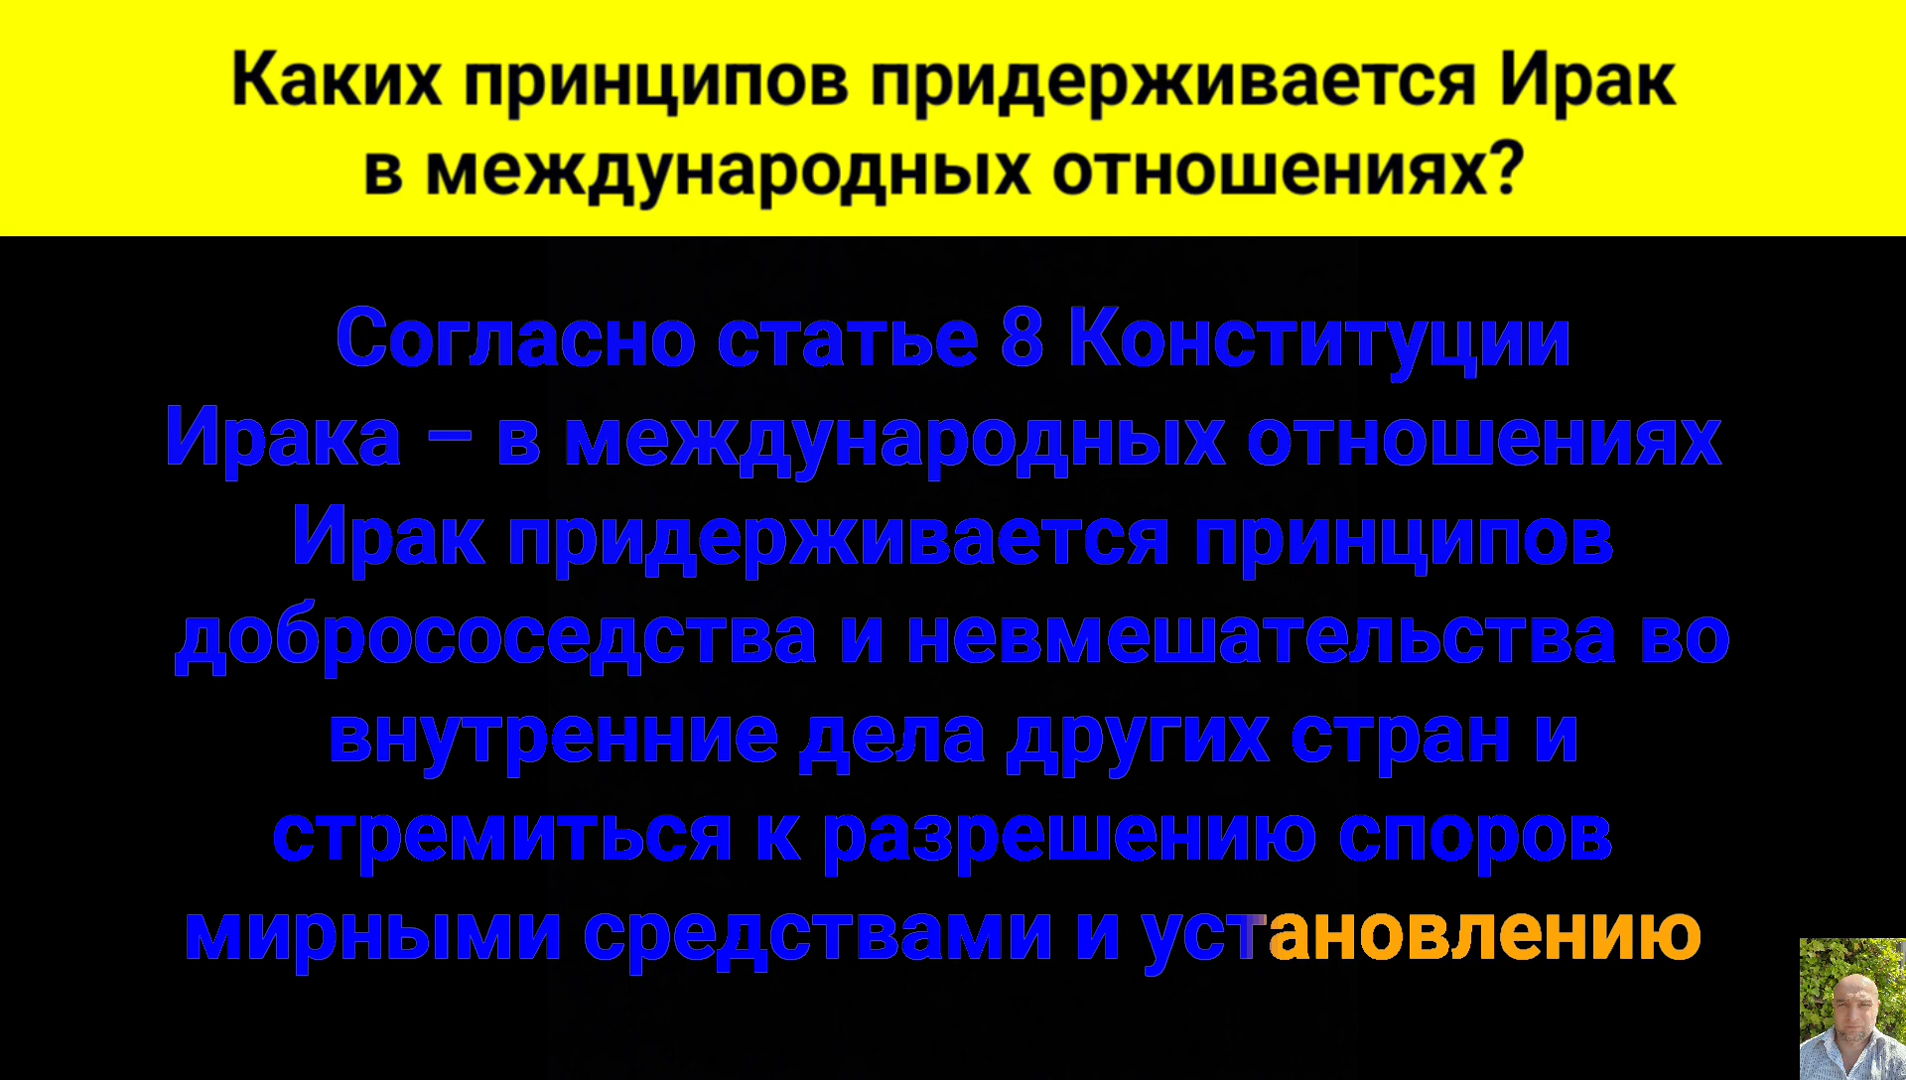 Каких принципов придерживается Ирак
в международных отношениях?
Согласно статье 8 Конституции
Ирака – в международных отношениях
Ирак придерживается принципов
добрососедства и невмешательства во
внутренние дела других стран и
стремиться к разрешению споров
мирными средствами и установлению